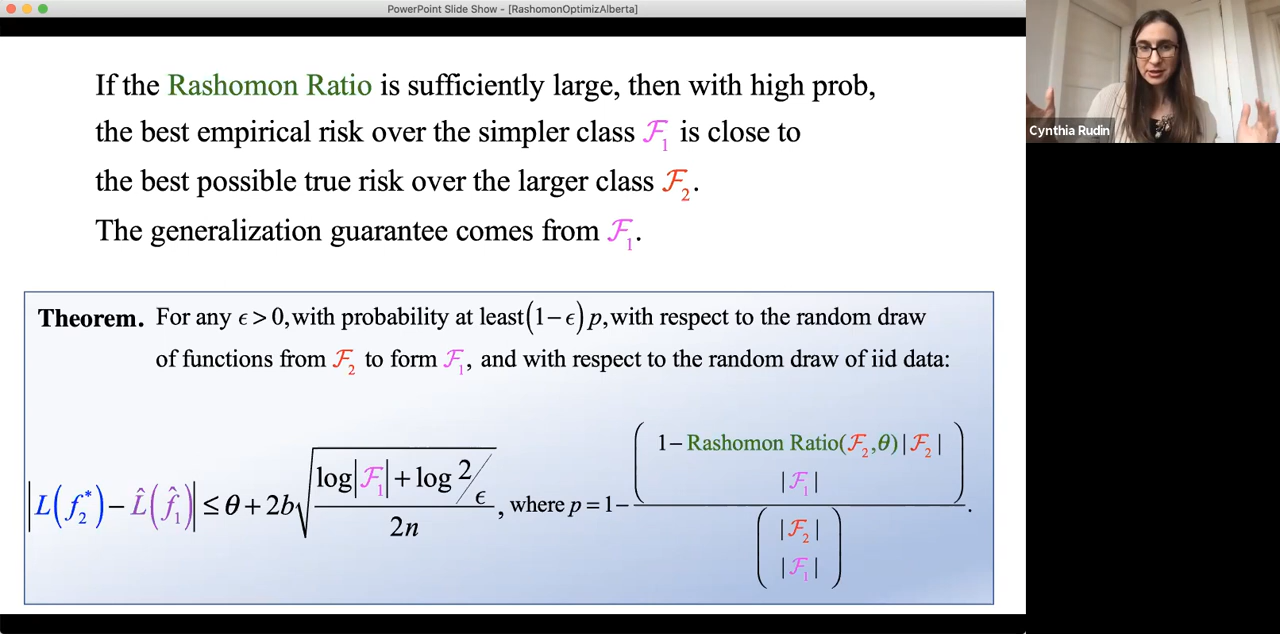 PowerPoint Slide Show - [RashomonOptimizAlberta]
If the Rashomon Ratio is sufficiently large, then with high prob,
the best empirical risk over the simpler class ℱ₁ is close to
the best possible true risk over the larger class ℱ₂.
The generalization guarantee comes from ℱ₁.
Theorem. For any ϵ > 0, with probability at least (1 − ϵ) p, with respect to the random draw
of functions from ℱ₂ to form ℱ₁, and with respect to the random draw of iid data:
|L(f₂*) − L̂(f̂₁)| ≤ θ + 2b√((log|ℱ₁| + log 2/ϵ) / 2n), where p = 1 − (1 − Rashomon Ratio(ℱ₂,θ)|ℱ₂| |ℱ₁|) / (|ℱ₂| |ℱ₁|).
Cynthia Rudin